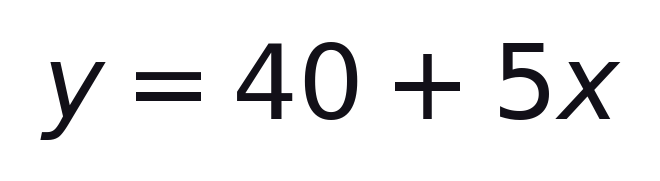 y = 40 + 5x